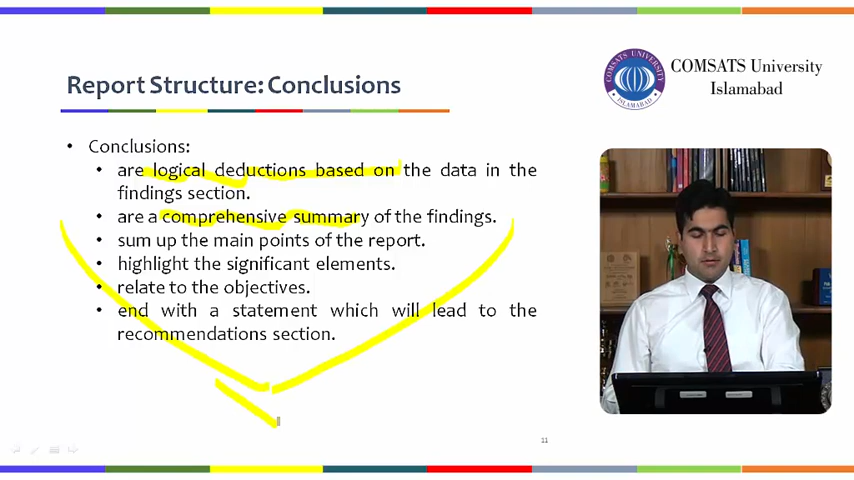 Report Structure: Conclusions
COMSATS University
Islamabad
COMSATS UNIVERSITY
ISLAMABAD
• Conclusions:
• are logical deductions based on the data in the
findings section.
• are a comprehensive summary of the findings.
• sum up the main points of the report.
• highlight the significant elements.
• relate to the objectives.
• end with a statement which will lead to the
recommendations section.
11